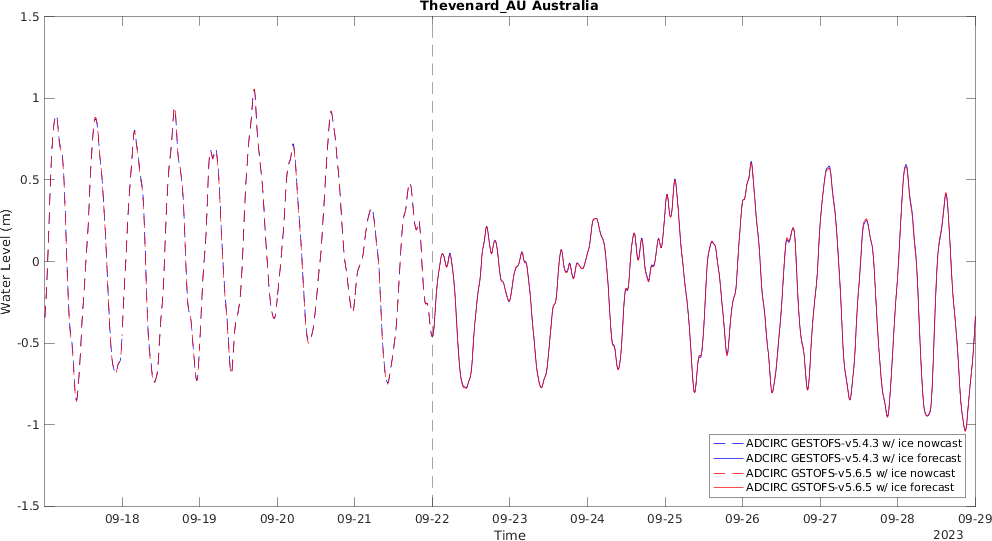 Thevenard_AU Australia
Water Level (m)
1.5
1
0.5
0
-0.5
-1
-1.5
ADCIRC GESTOFS-v5.4.3 w/ ice nowcast
ADCIRC GESTOFS-v5.4.3 w/ ice forecast
ADCIRC GSTOFS-v5.6.5 w/ ice nowcast
ADCIRC GSTOFS-v5.6.5 w/ ice forecast
09-18 09-19 09-20 09-21 09-22 09-23 09-24 09-25 09-26 09-27 09-28 09-29
Time
2023